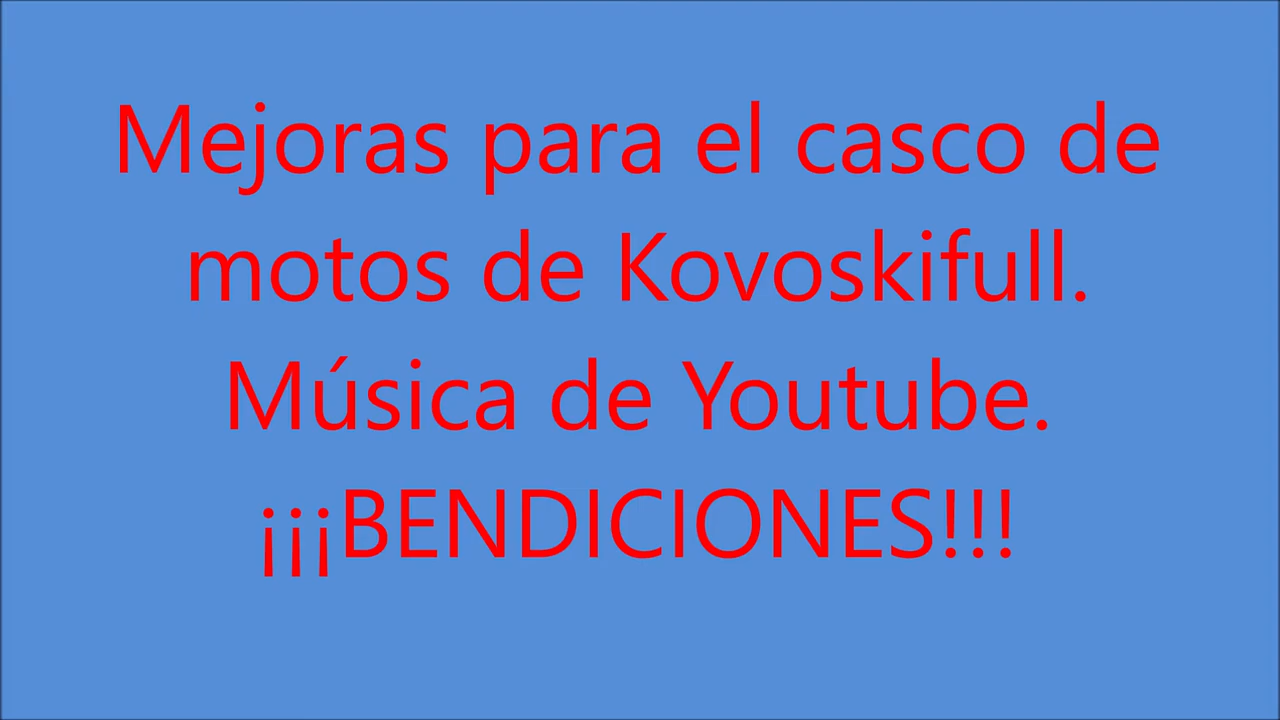 Mejoras para el casco de
motos de Kovoskifull.
Música de Youtube.
¡¡¡BENDICIONES!!!